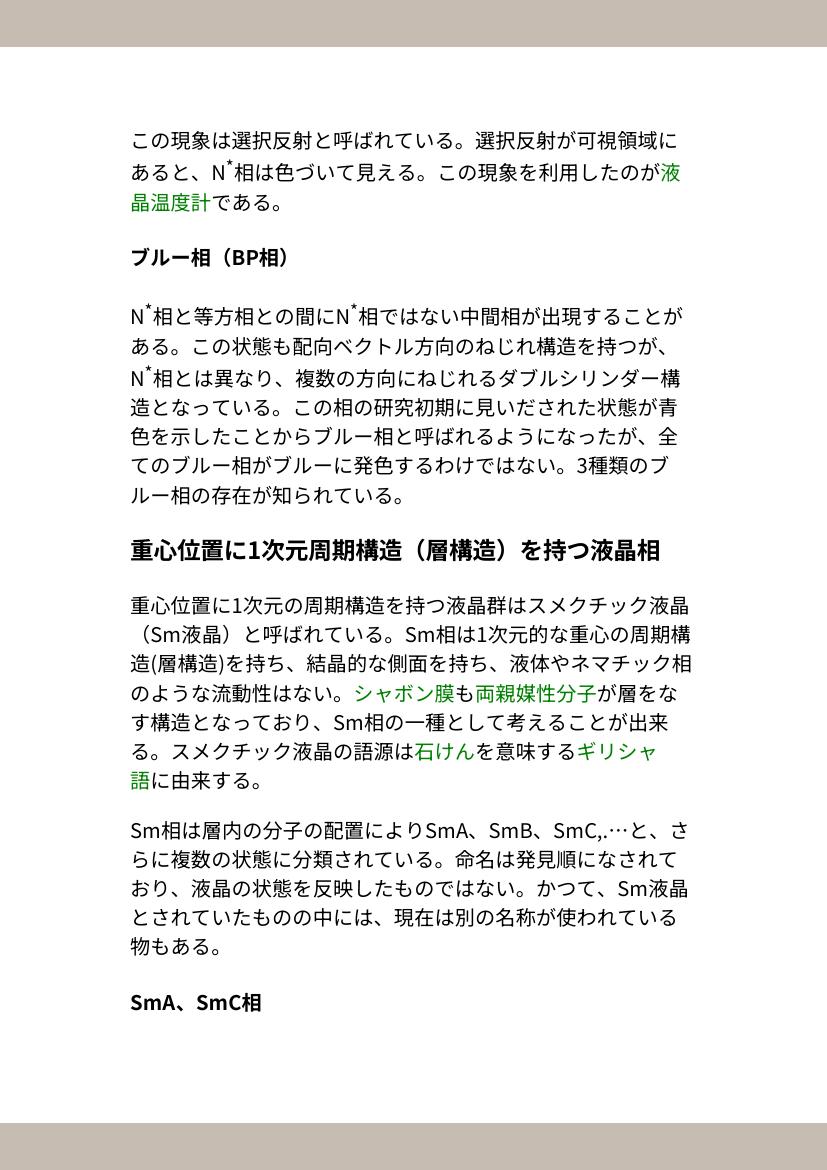 この現象は選択反射と呼ばれている。選択反射が可視領域に
あると、N*相は色づいて見える。この現象を利用したのが液
晶温度計である。
ブルー相（BP相）
N*相と等方相との間にN*相ではない中間相が出現することが
ある。この状態も配向ベクトル方向のねじれ構造を持つが、
N*相とは異なり、複数の方向にねじれるダブルシリンダー構
造となっている。この相の研究初期に見いだされた状態が青
色を示したことからブルー相と呼ばれるようになったが、全
てのブルー相がブルーに発色するわけではない。3種類のブ
ルー相の存在が知られている。
重心位置に1次元周期構造（層構造）を持つ液晶相
重心位置に1次元の周期構造を持つ液晶群はスメクチック液晶
（Sm液晶）と呼ばれている。Sm相は1次元的な重心の周期構
造(層構造)を持ち、結晶的な側面を持ち、液体やネマチック相
のような流動性はない。シャボン膜も両親媒性分子が層をな
す構造となっており、Sm相の一種として考えることが出来
る。スメクチック液晶の語源は石けんを意味するギリシャ
語に由来する。
Sm相は層内の分子の配置によりSmA、SmB、SmC,.…と、さ
らに複数の状態に分類されている。命名は発見順になされて
おり、液晶の状態を反映したものではない。かつて、Sm液晶
とされていたものの中には、現在は別の名称が使われている
物もある。
SmA、SmC相